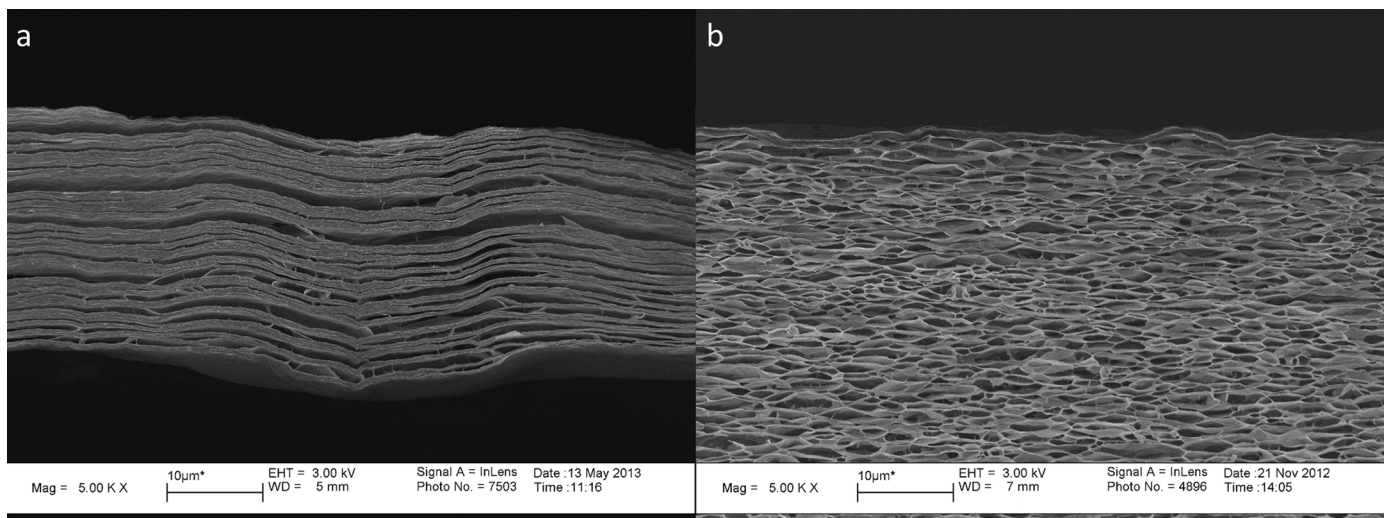 a
b
Mag = 5.00 K X
10µm*
EHT = 3.00 kV
WD = 5 mm
Signal A = InLens
Photo No. = 7503
Date :13 May 2013
Time :11:16
Mag = 5.00 K X
10µm*
EHT = 3.00 kV
WD = 7 mm
Signal A = InLens
Photo No. = 4896
Date :21 Nov 2012
Time :14:05